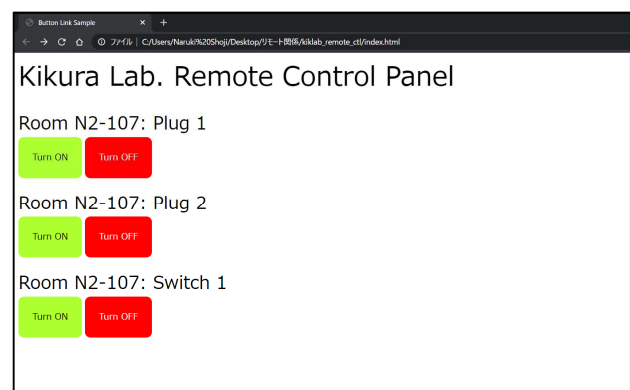 Button Link Sample
ファイル | C:/Users/Naruki%20Shoji/Desktop/リモート関係/kiklab_remote_ctl/index.html
Kikura Lab. Remote Control Panel
Room N2-107: Plug 1
Turn ON Turn OFF
Room N2-107: Plug 2
Turn ON Turn OFF
Room N2-107: Switch 1
Turn ON Turn OFF